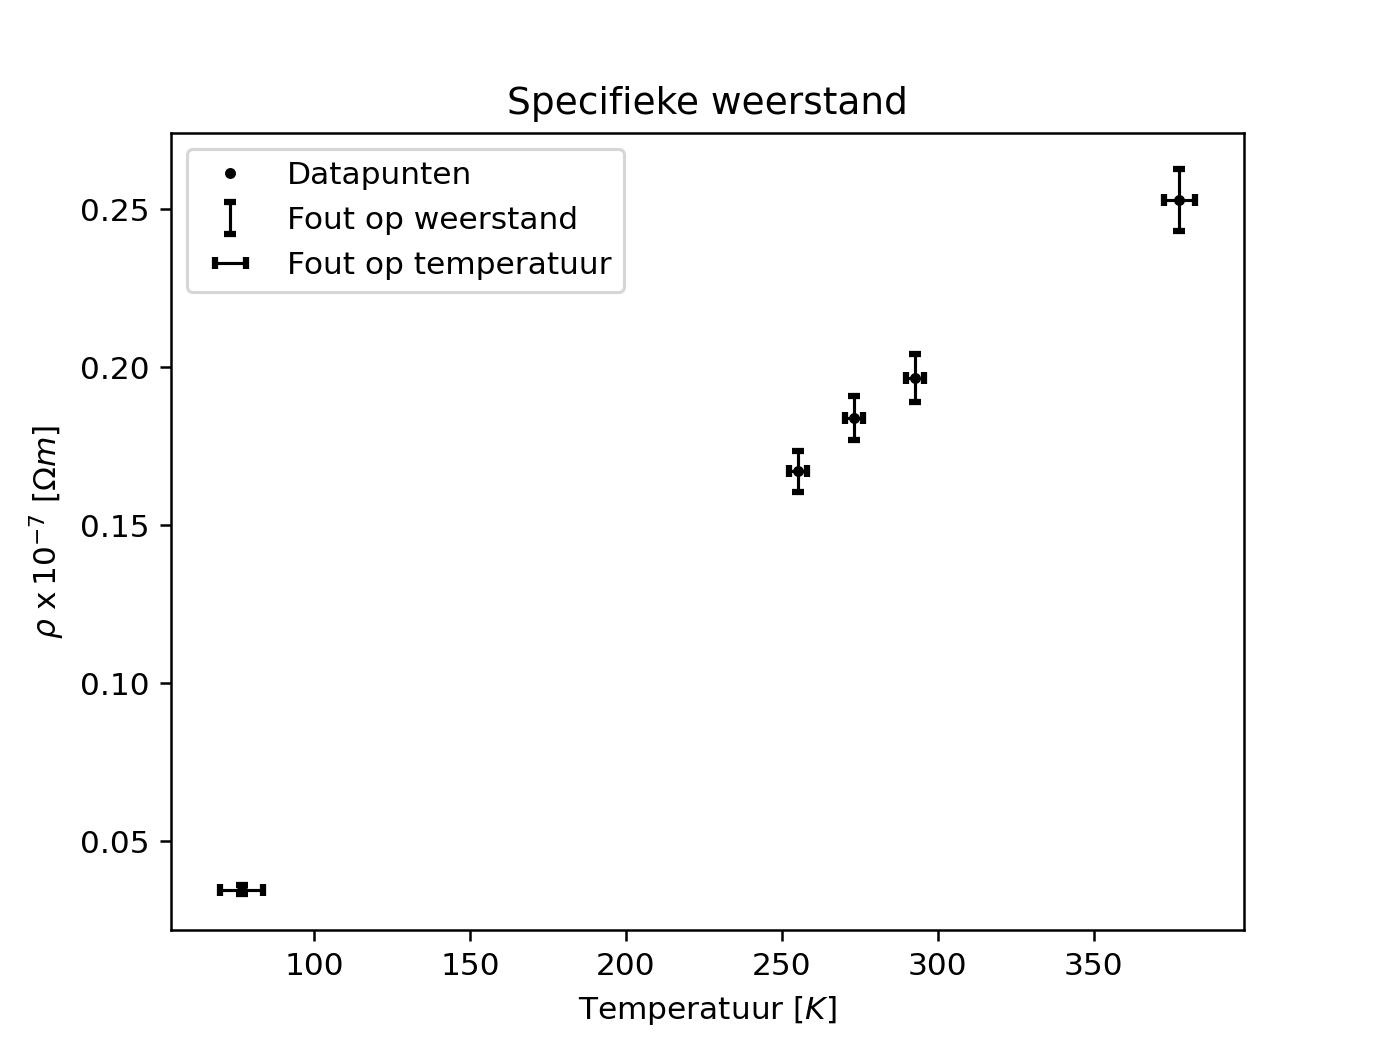 Specifieke weerstand
Datapunten
Fout op weerstand
Fout op temperatuur
0.25
0.20
0.15
0.10
0.05
ρ x 10⁻⁷ [Ωm]
100 150 200 250 300 350
Temperatuur [K]